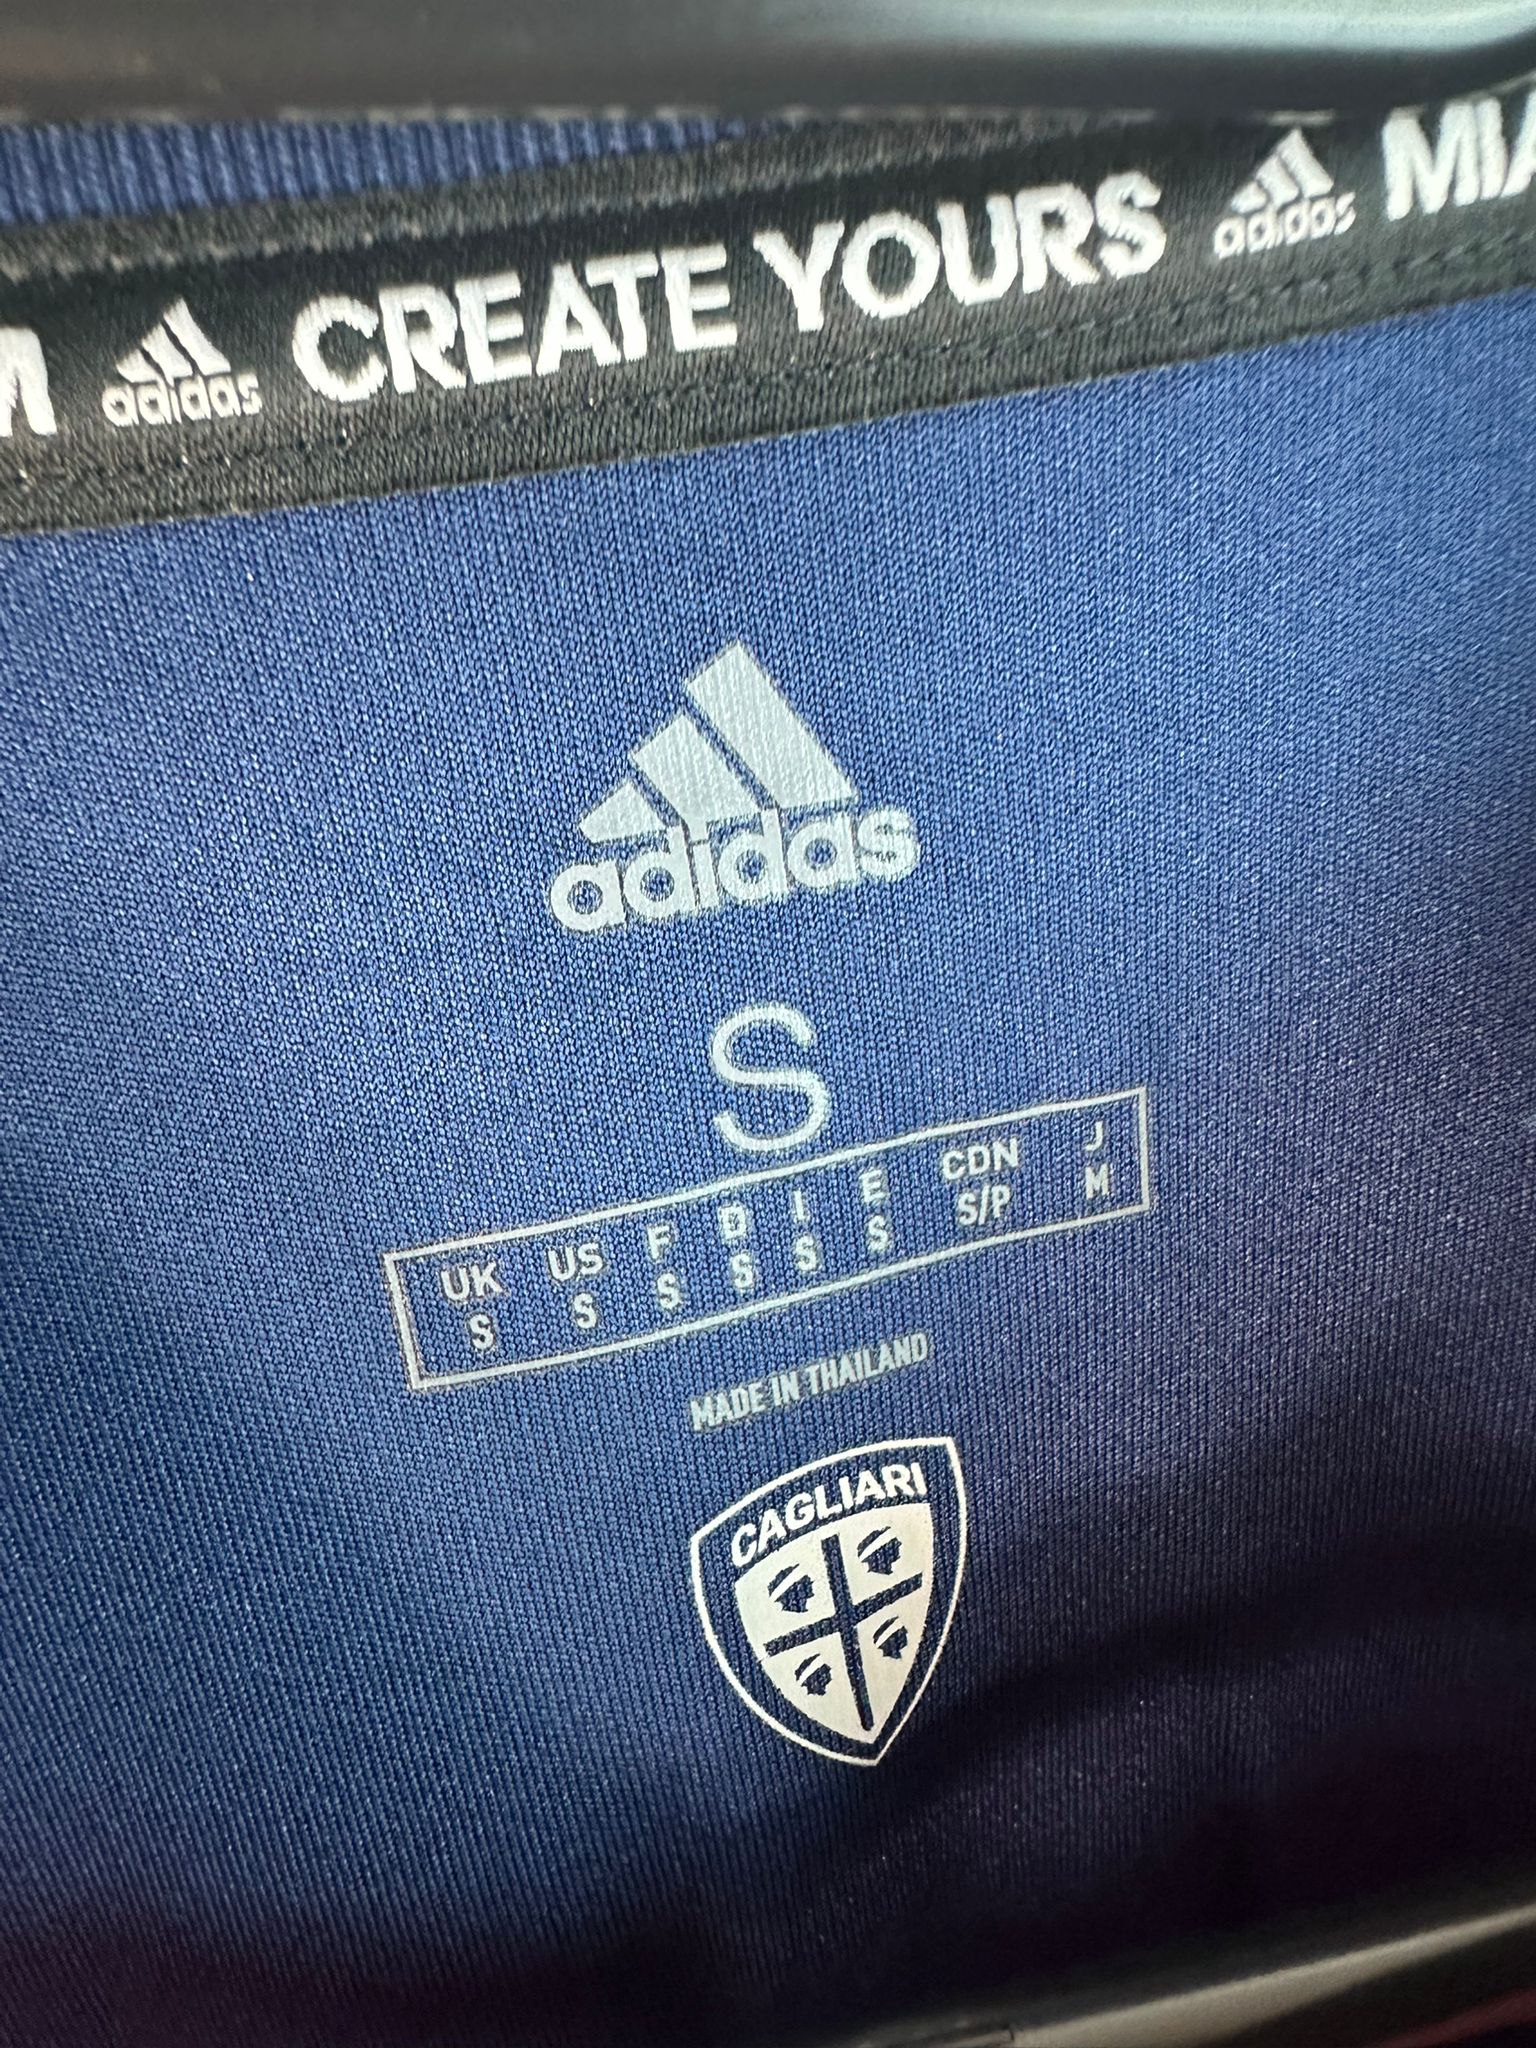 M adidas CREATE YOURS adidas MIA
adidas
S
UK US F D I E CDN J
S S S S S S S/P M
MADE IN THAILAND
CAGLIARI